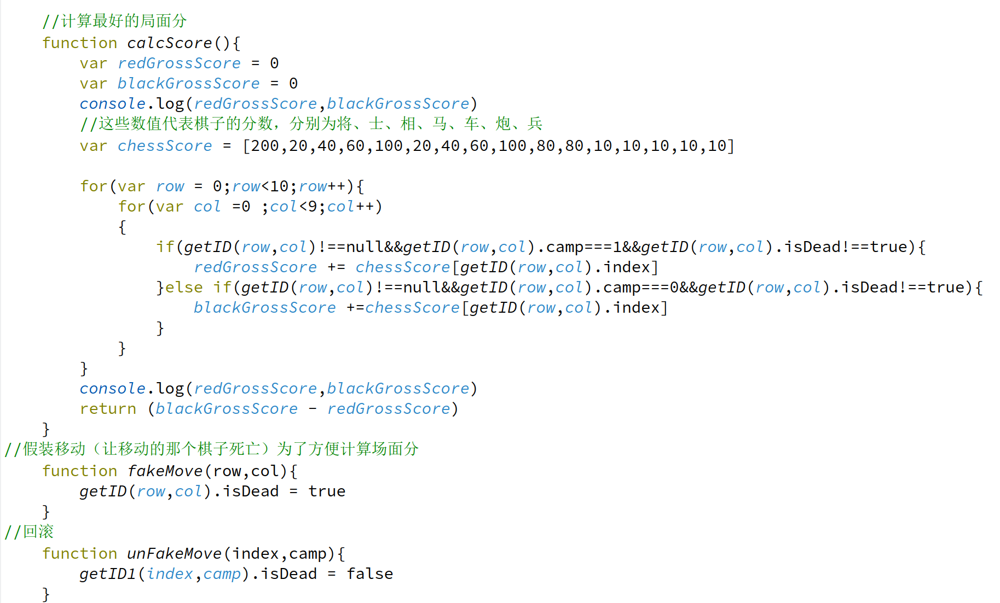 //计算最好的局面分
function calcScore(){
var redGrossScore = 0
var blackGrossScore = 0
console.log(redGrossScore,blackGrossScore)
//这些数值代表棋子的分数，分别为将、士、相、马、车、炮、兵
var chessScore = [200,20,40,60,100,20,40,60,100,80,80,10,10,10,10,10]
for(var row = 0;row<10;row++){
for(var col =0 ;col<9;col++)
{
if(getID(row,col)!==null&&getID(row,col).camp===1&&getID(row,col).isDead!==true){
redGrossScore += chessScore[getID(row,col).index]
}else if(getID(row,col)!==null&&getID(row,col).camp===0&&getID(row,col).isDead!==true){
blackGrossScore +=chessScore[getID(row,col).index]
}
}
}
console.log(redGrossScore,blackGrossScore)
return (blackGrossScore - redGrossScore)
}
//假装移动（让移动的那个棋子死亡）为了方便计算场面分
function fakeMove(row,col){
getID(row,col).isDead = true
}
//回滚
function unFakeMove(index,camp){
getID1(index,camp).isDead = false
}